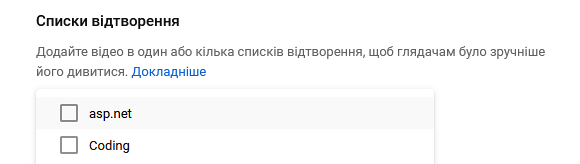 Списки відтворення
Додайте відео в один або кілька списків відтворення, щоб глядачам було зручніше
його дивитися. Докладніше
asp.net
Coding